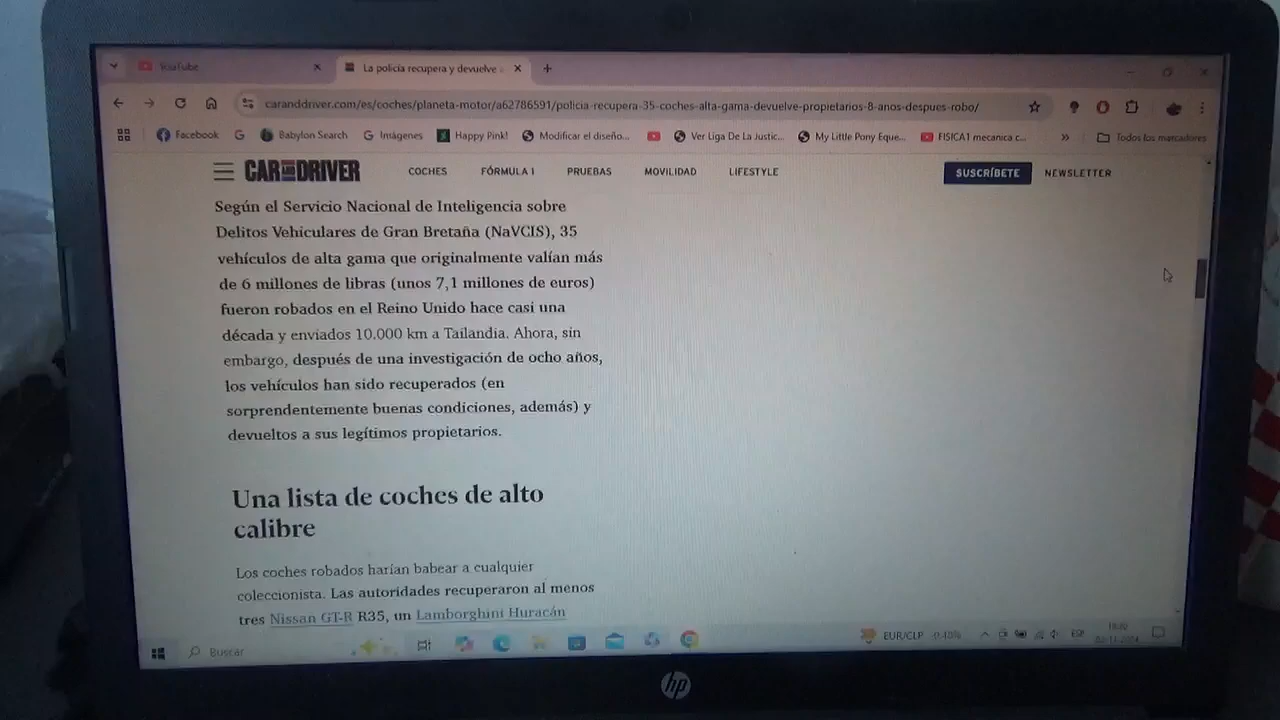 YouTube
La policía recupera y devuelve
caranddriver.com/es/coches/planeta-motor/a62786591/policia-recupera-35-coches-alta-gama-devuelve-propietarios-8-anos-despues-robo/
Facebook
Babylon Search
Imágenes
Happy Pink!
Modificar el diseño...
Ver Liga De La Justic...
My Little Pony Eque...
FISICA1 mecanica c...
Todos los marcadores
CAR AND DRIVER
COCHES
FÓRMULA 1
PRUEBAS
MOVILIDAD
LIFESTYLE
SUSCRÍBETE
NEWSLETTER
Según el Servicio Nacional de Inteligencia sobre
Delitos Vehiculares de Gran Bretaña (NaVCIS), 35
vehículos de alta gama que originalmente valían más
de 6 millones de libras (unos 7,1 millones de euros)
fueron robados en el Reino Unido hace casi una
década y enviados 10.000 km a Tailandia. Ahora, sin
embargo, después de una investigación de ocho años,
los vehículos han sido recuperados (en
sorprendentemente buenas condiciones, además) y
devueltos a sus legítimos propietarios.
Una lista de coches de alto
calibre
Los coches robados harían babear a cualquier
coleccionista. Las autoridades recuperaron al menos
tres Nissan GT-R R35, un Lamborghini Huracán
Buscar
EUR/CLP
ESP
hp